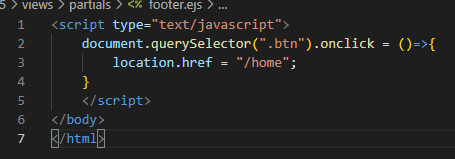 5 > views > partials > <% footer.ejs > ...
1 <script type="text/javascript">
2 document.querySelector(".btn").onclick = ()=>{
3 location.href = "/home";
4 }
5 </script>
6 </body>
7 </html>